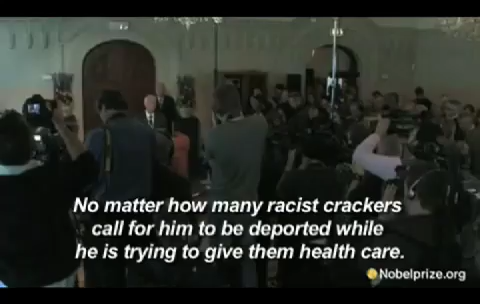 No matter how many racist crackers
call for him to be deported while
he is trying to give them health care.
Nobelprize.org